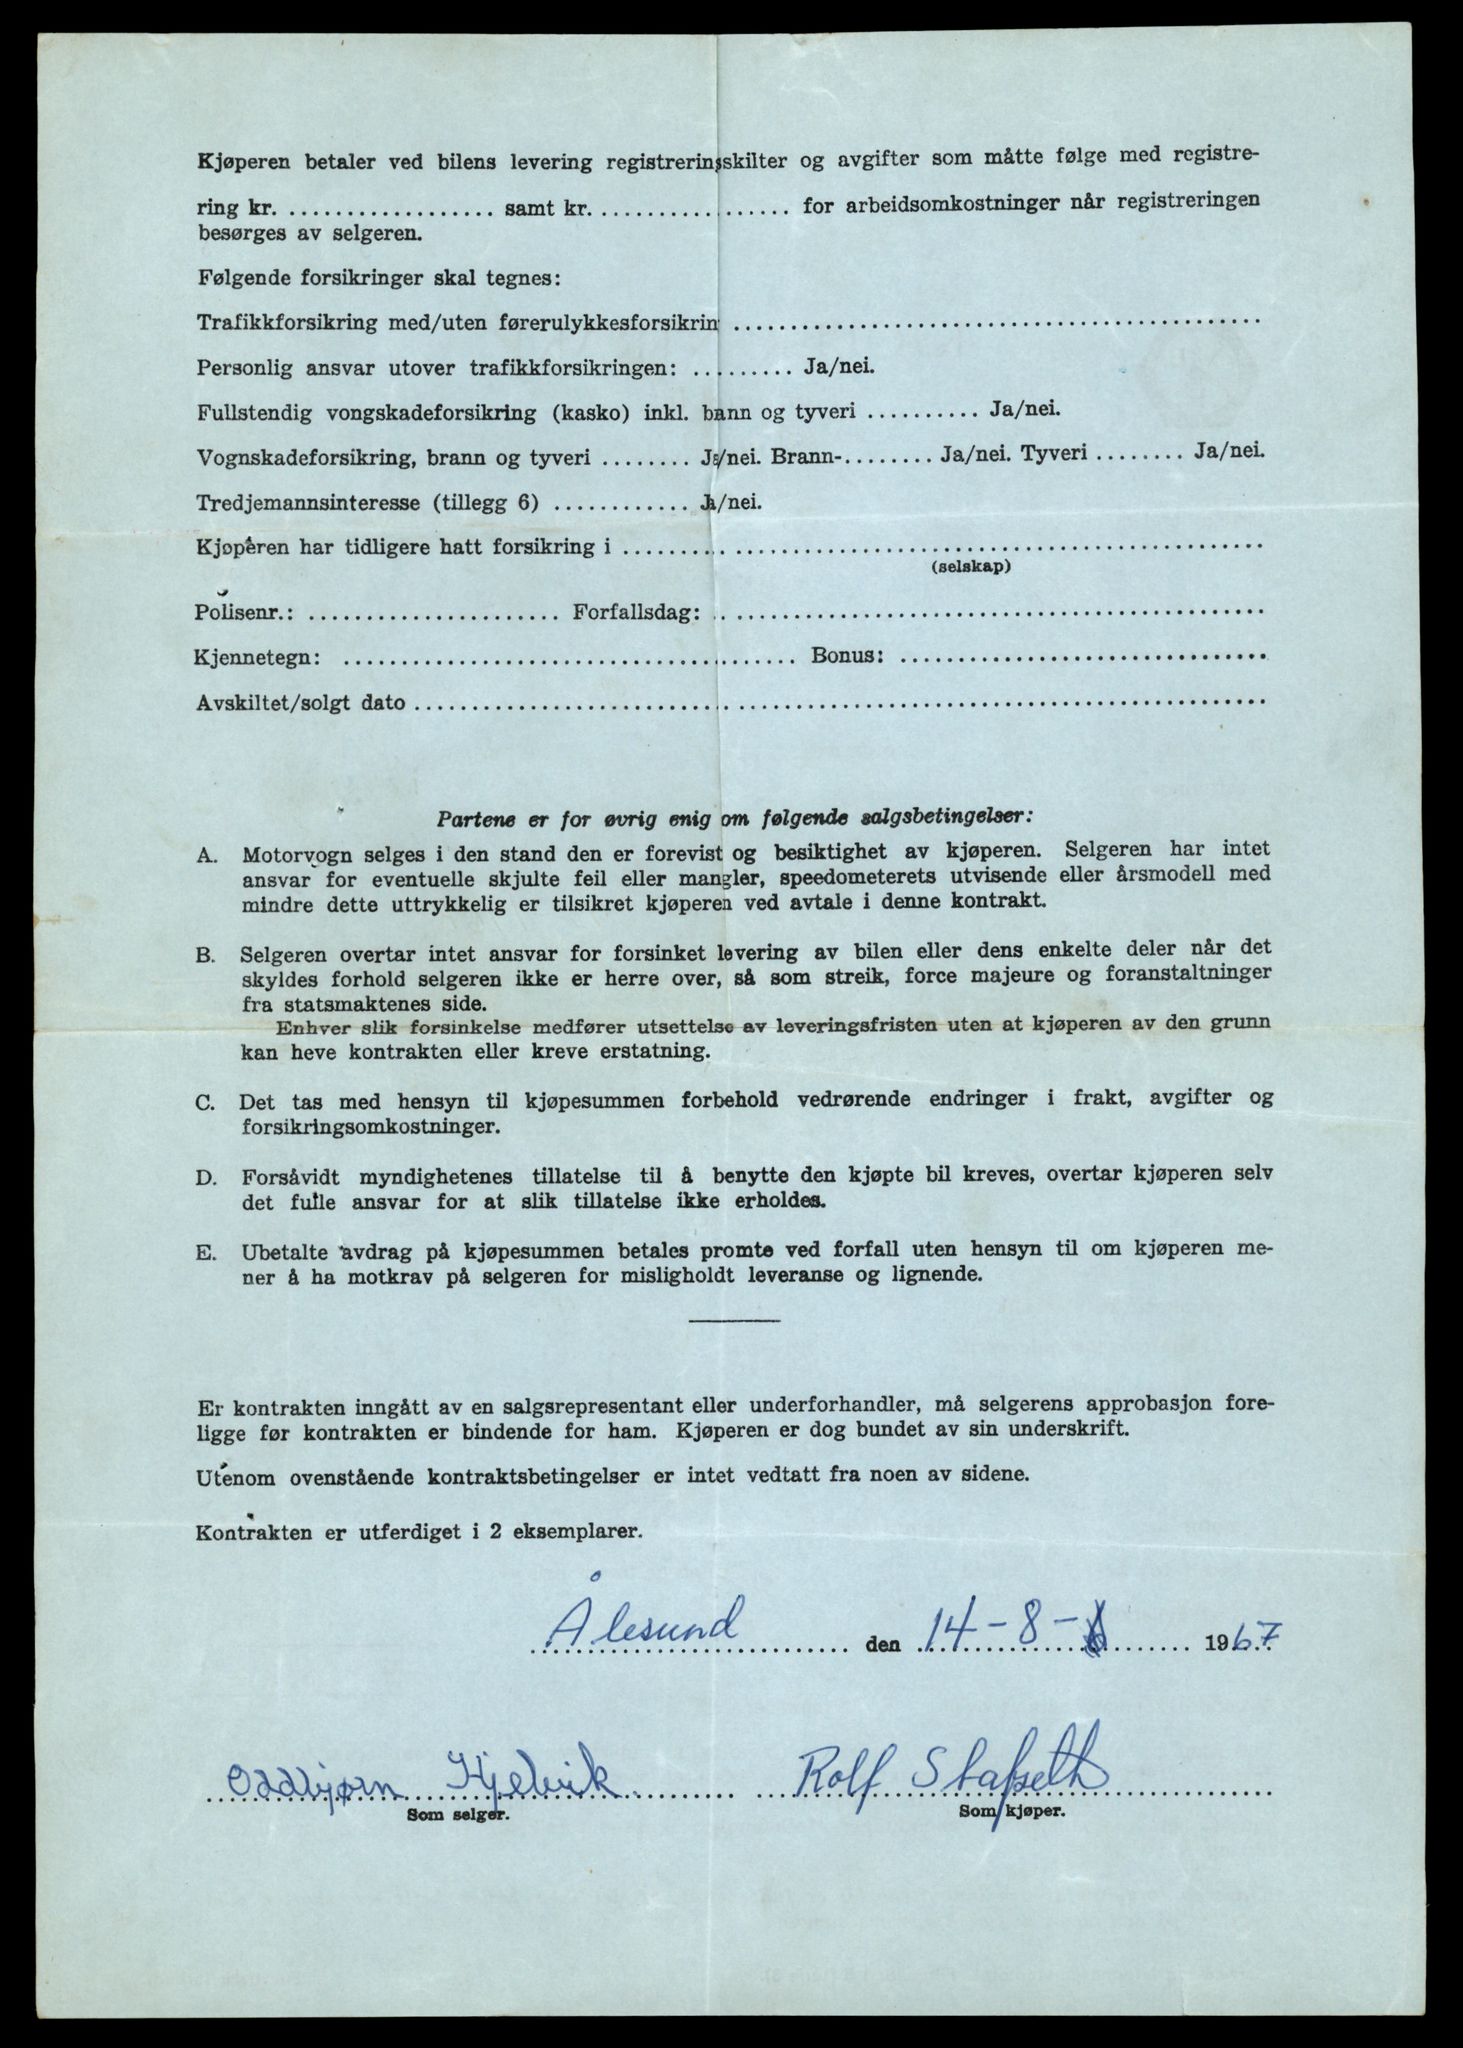 Kjøperen betaler ved bilens levering registreringsskilter og avgifter som måtte følge med registre-
ring kr. .................. samt kr. ................. for arbeidsomkostninger når registreringen
besørges av selgeren.
Følgende forsikringer skal tegnes:
Trafikkforsikring med/uten førerulykkesforsikrin ..............................................
Personlig ansvar utover trafikkforsikringen: ......... Ja/nei.
Fullstendig vongskadeforsikring (kasko) inkl. bann og tyveri .......... Ja/nei.
Vognskadeforsikring, brann og tyveri ........ Ja/nei. Brann-........ Ja/nei. Tyveri ........ Ja/nei.
Tredjemannsinteresse (tillegg 6) ............ Ja/nei.
Kjøperen har tidligere hatt forsikring i ........................................................
(selskap)
Polisenr.: ...................... Forfallsdag: ................................................
Kjennetegn: ........................................ Bonus: ................................
Avskiltet/solgt dato ..........................................................................
Partene er for øvrig enig om følgende salgsbetingelser:
A. Motorvogn selges i den stand den er forevist og besiktighet av kjøperen. Selgeren har intet
ansvar for eventuelle skjulte feil eller mangler, speedometerets utvisende eller årsmodell med
mindre dette uttrykkelig er tilsikret kjøperen ved avtale i denne kontrakt.
B. Selgeren overtar intet ansvar for forsinket levering av bilen eller dens enkelte deler når det
skyldes forhold selgeren ikke er herre over, så som streik, force majeure og foranstaltninger
fra statsmaktenes side.
Enhver slik forsinkelse medfører utsettelse av leveringsfristen uten at kjøperen av den grunn
kan heve kontrakten eller kreve erstatning.
C. Det tas med hensyn til kjøpesummen forbehold vedrørende endringer i frakt, avgifter og
forsikringsomkostninger.
D. Forsåvidt myndighetenes tillatelse til å benytte den kjøpte bil kreves, overtar kjøperen selv
det fulle ansvar for at slik tillatelse ikke erholdes.
E. Ubetalte avdrag på kjøpesummen betales promte ved forfall uten hensyn til om kjøperen me-
ner å ha motkrav på selgeren for misligholdt leveranse og lignende.
Er kontrakten inngått av en salgsrepresentant eller underforhandler, må selgerens approbasjon fore-
ligge før kontrakten er bindende for ham. Kjøperen er dog bundet av sin underskrift.
Utenom ovenstående kontraktsbetingelser er intet vedtatt fra noen av sidene.
Kontrakten er utferdiget i 2 eksemplarer.
Ålesund den 14-8- 1967
Oddbjørn Hjelvik. Rolf Stafseth
Som selger. Som kjøper.